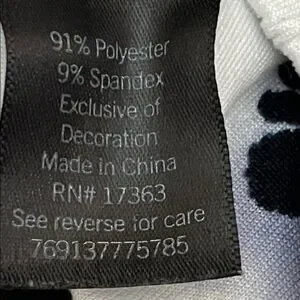 91% Polyester
9% Spandex
Exclusive of
Decoration
Made in China
RN# 17363
See reverse for care
769137775785